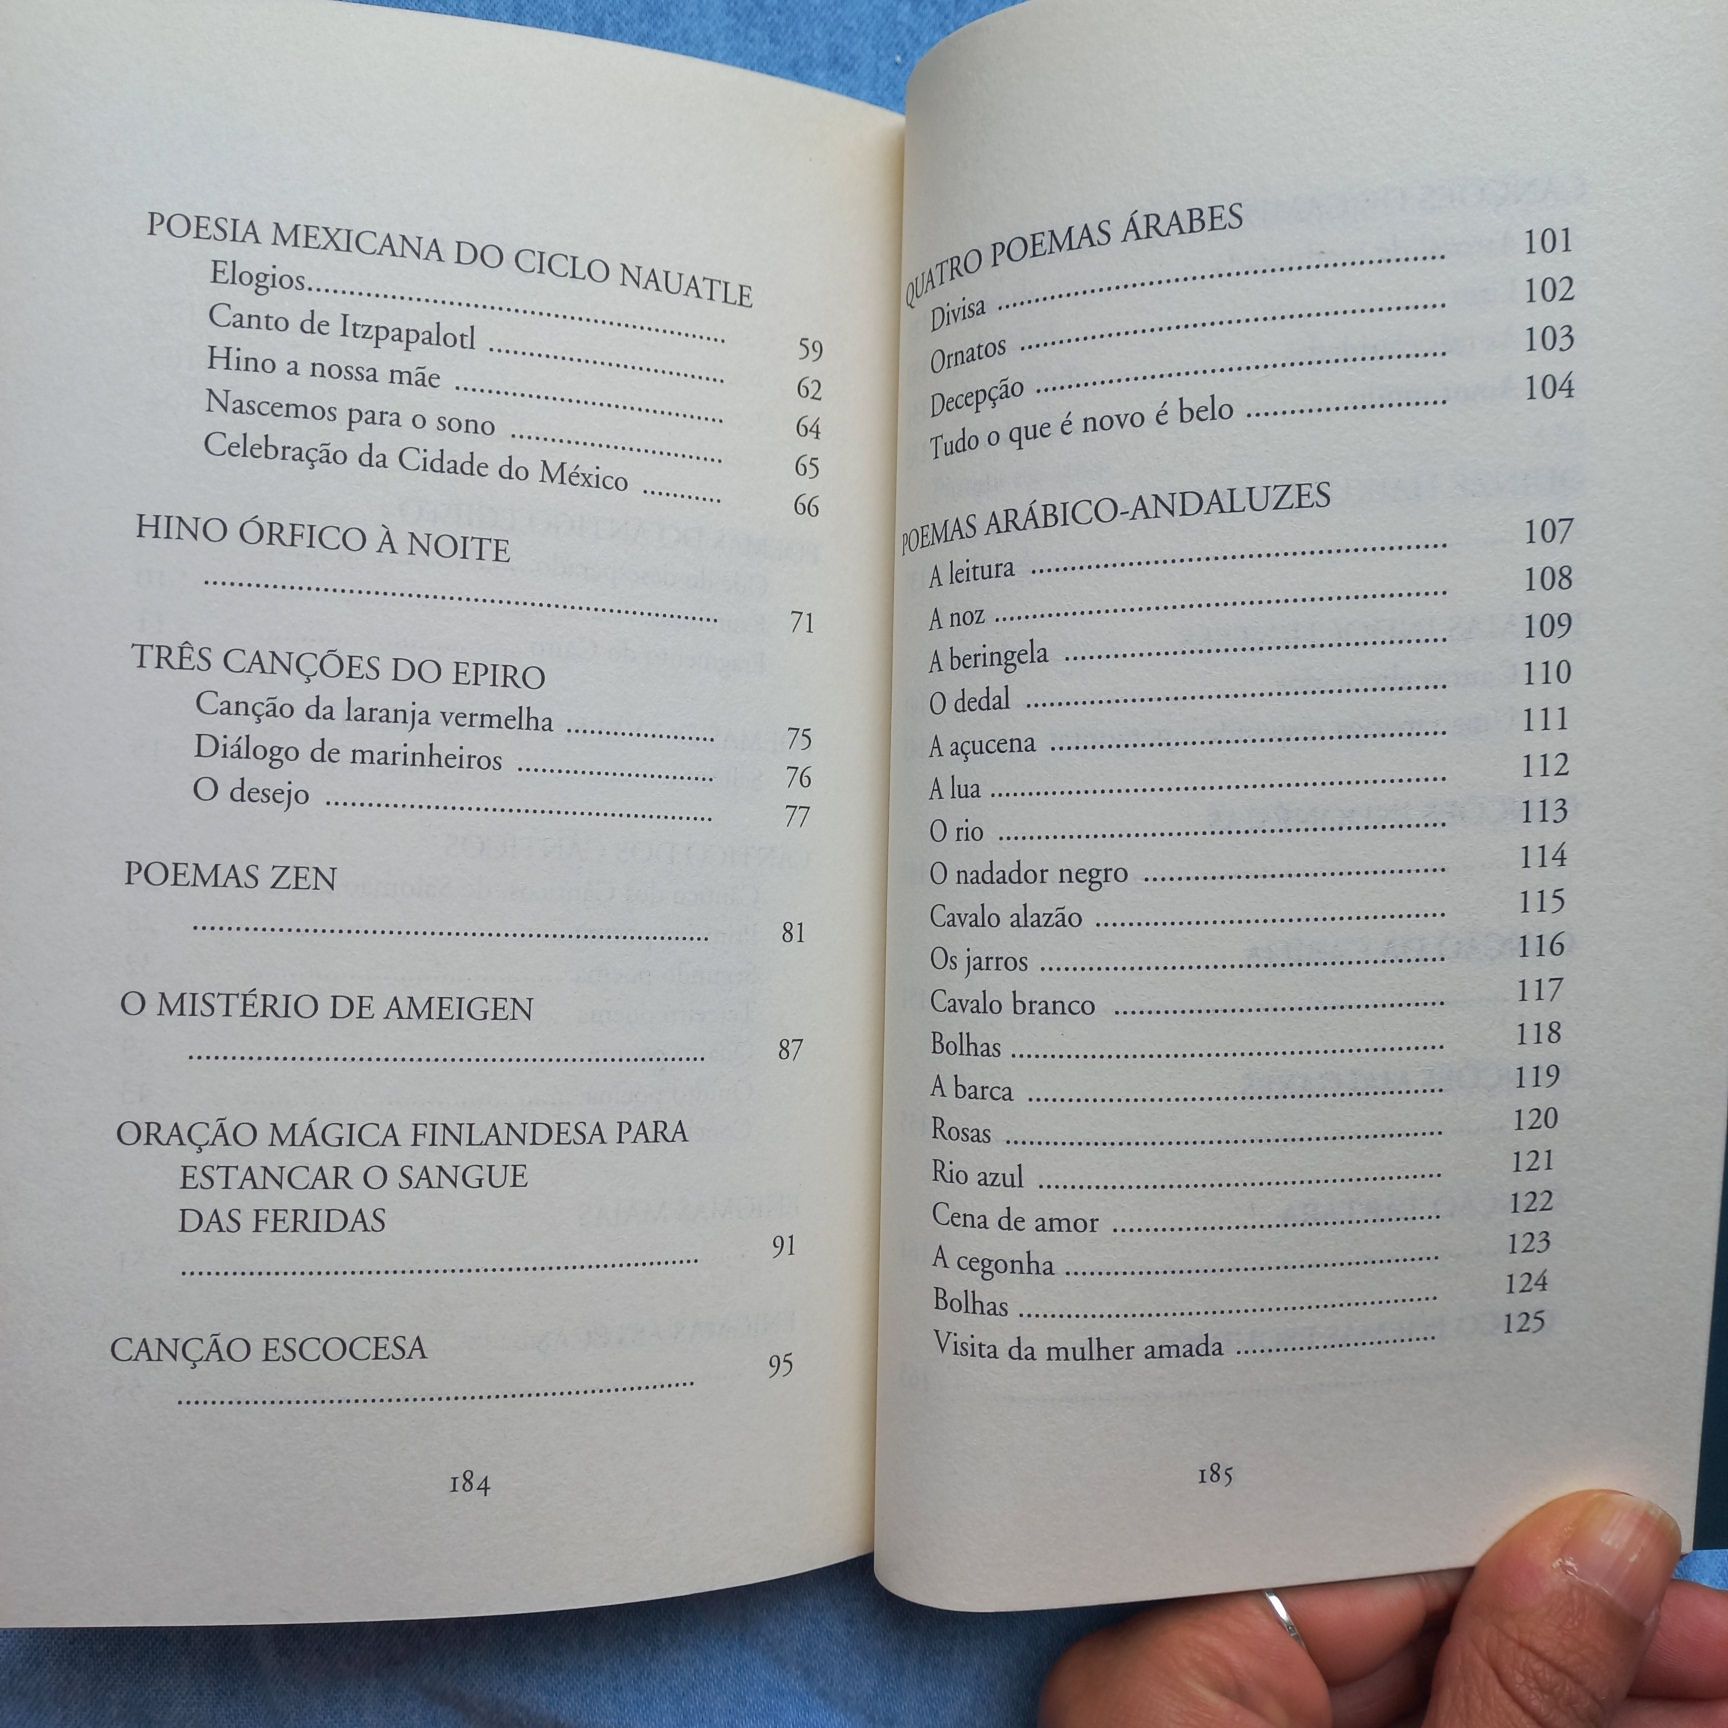 POESIA MEXICANA DO CICLO NAUATLE
Elogios................................................ 59
Canto de Itzpapalotl ............................ 62
Hino a nossa mãe ................................ 64
Nascemos para o sono ......................... 65
Celebração da Cidade do México .......... 66
HINO ÓRFICO À NOITE
................................................................ 71
TRÊS CANÇÕES DO EPIRO
Canção da laranja vermelha .................. 75
Diálogo de marinheiros ........................ 76
O desejo ................................................ 77
POEMAS ZEN
................................................................ 81
O MISTÉRIO DE AMEIGEN
................................................................ 87
ORAÇÃO MÁGICA FINLANDESA PARA
ESTANCAR O SANGUE
DAS FERIDAS
................................................................ 91
CANÇÃO ESCOCESA
................................................................ 95
184
QUATRO POEMAS ÁRABES
Divisa ........................................................ 101
Ornatos ..................................................... 102
Decepção ................................................... 103
Tudo o que é novo é belo ......................... 104
POEMAS ARÁBICO-ANDALUZES
A leitura .................................................... 107
A noz ......................................................... 108
A beringela ................................................ 109
O dedal ..................................................... 110
A açucena .................................................. 111
A lua .......................................................... 112
O rio ......................................................... 113
O nadador negro ...................................... 114
Cavalo alazão ............................................ 115
Os jarros ................................................... 116
Cavalo branco .......................................... 117
Bolhas ....................................................... 118
A barca ...................................................... 119
Rosas ......................................................... 120
Rio azul ..................................................... 121
Cena de amor ........................................... 122
A cegonha ................................................. 123
Bolhas ....................................................... 124
Visita da mulher amada ........................... 125
185